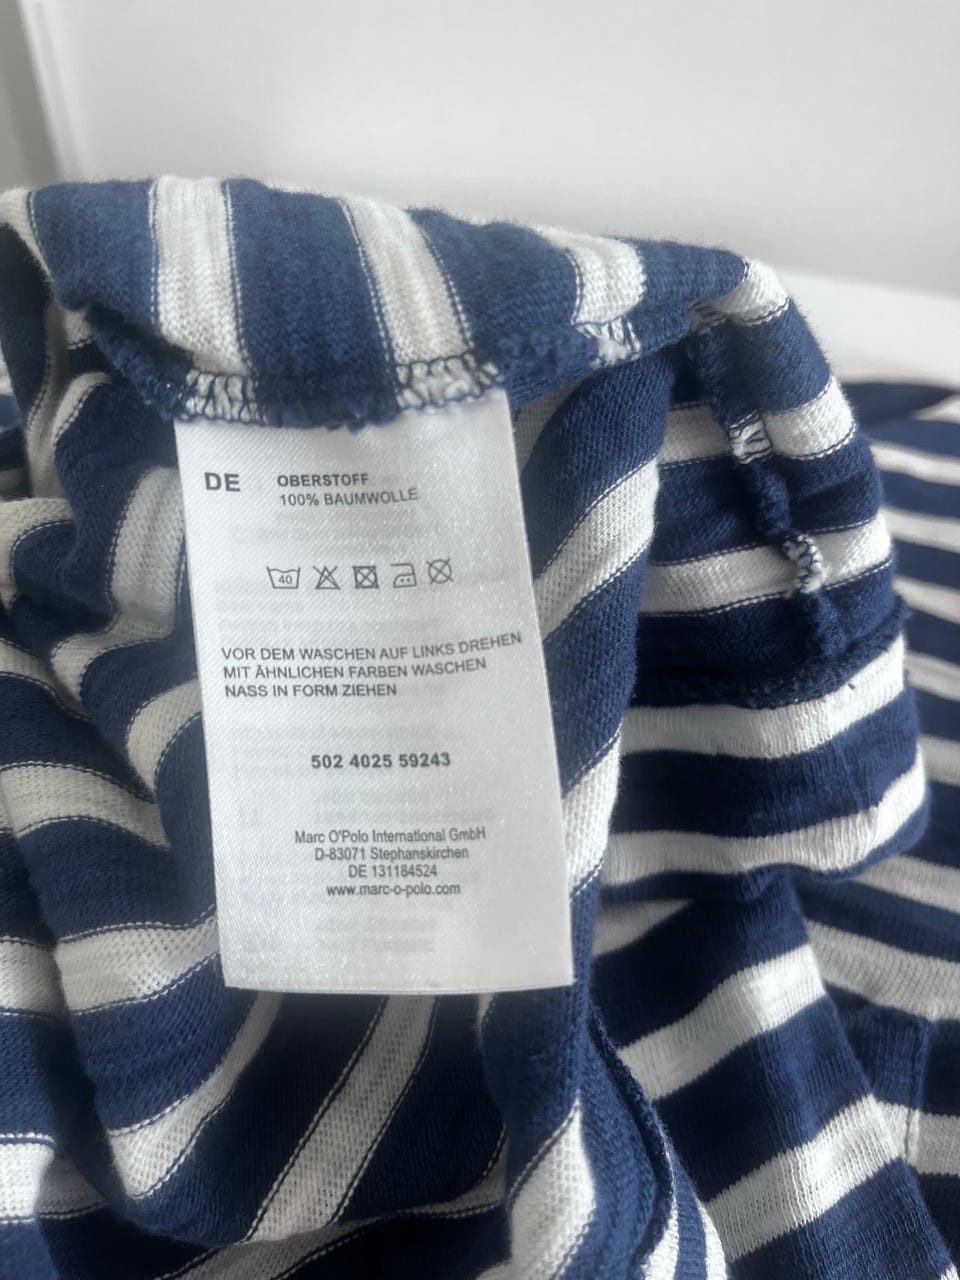 DE OBERSTOFF
100% BAUMWOLLE
40
VOR DEM WASCHEN AUF LINKS DREHEN
MIT ÄHNLICHEN FARBEN WASCHEN
NASS IN FORM ZIEHEN
502 4025 59243
Marc O'Polo International GmbH
D-83071 Stephanskirchen
DE 131184524
www.marc-o-polo.com